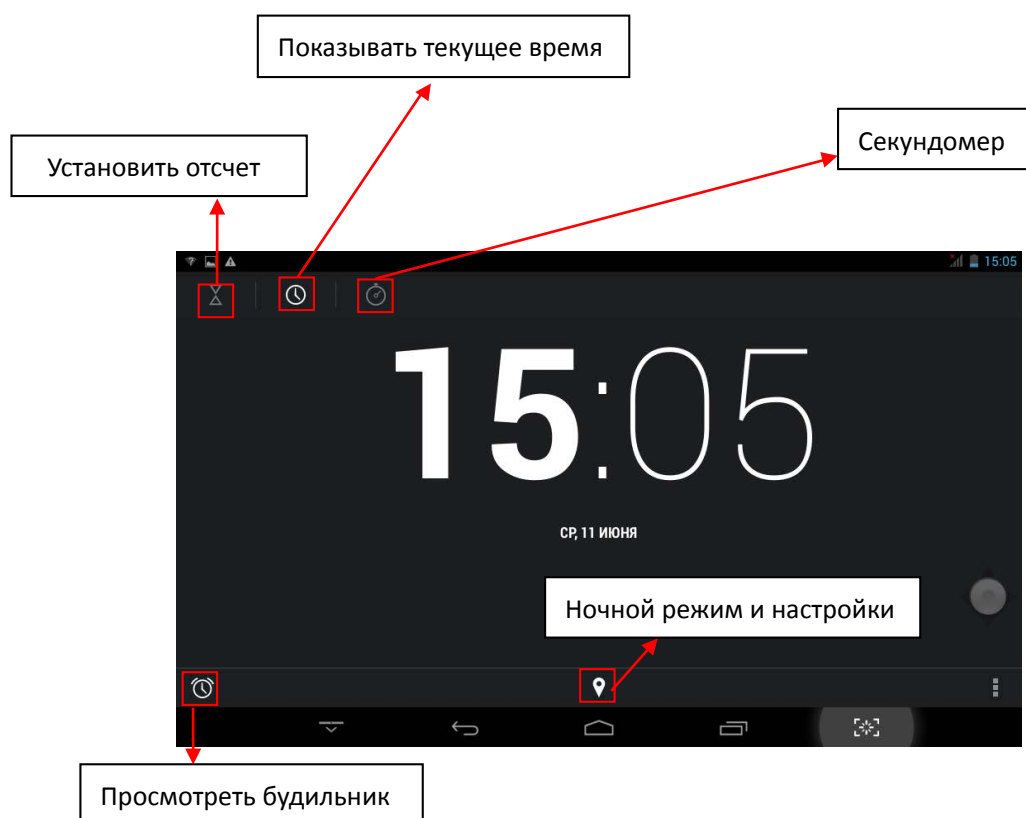 Показывать текущее время
Секундомер
Установить отсчет
15:05
15:05
СР, 11 ИЮНЯ
Ночной режим и настройки
Просмотреть будильник